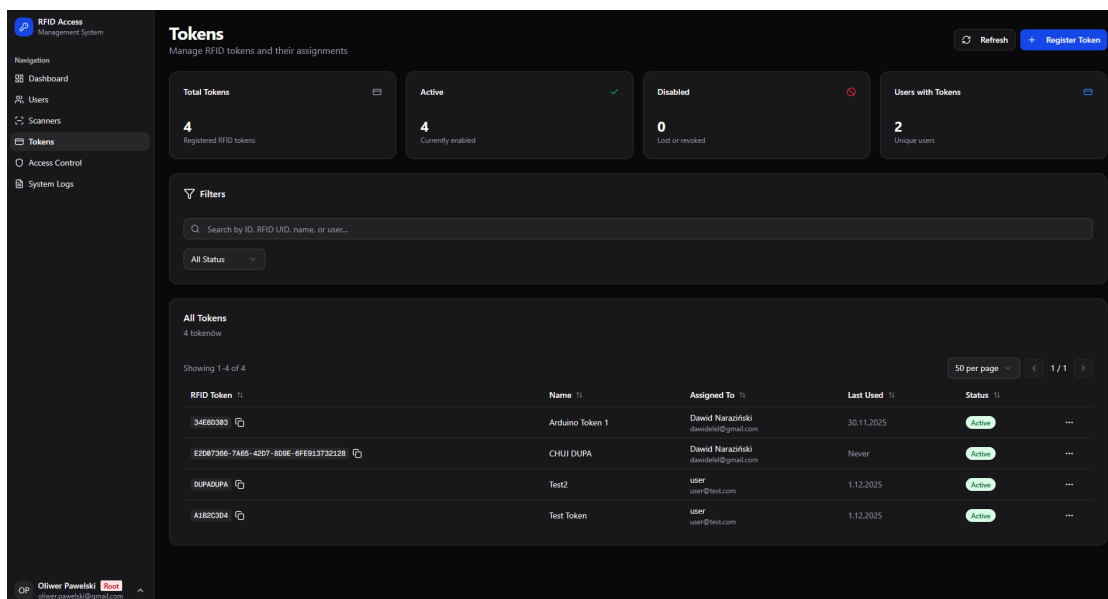 RFID Access
Management System
Navigation
Dashboard
Users
Scanners
Tokens
Access Control
System Logs
Tokens
Manage RFID tokens and their assignments
Refresh
+ Register Token
Total Tokens
4
Registered RFID tokens
Active
4
Currently enabled
Disabled
0
Lost or revoked
Users with Tokens
2
Unique users
Filters
Search by ID, RFID UID, name, or user...
All Status
All Tokens
4 tokenów
Showing 1-4 of 4
50 per page
1 / 1
RFID Token Name Assigned To Last Used Status
34E8D303 Arduino Token 1 Dawid Naraziński 30.11.2025 Active ...
dawidelel@gmail.com
E2D07366-7A65-42D7-8D9E-6FE913732128 CHUJ DUPA Dawid Naraziński Never Active ...
dawidelel@gmail.com
DUPADUPA Test2 user 1.12.2025 Active ...
user@test.com
A1B2C3D4 Test Token user 1.12.2025 Active ...
user@test.com
OP
Oliwer Pawelski Root
oliwer.pawelski@gmail.com